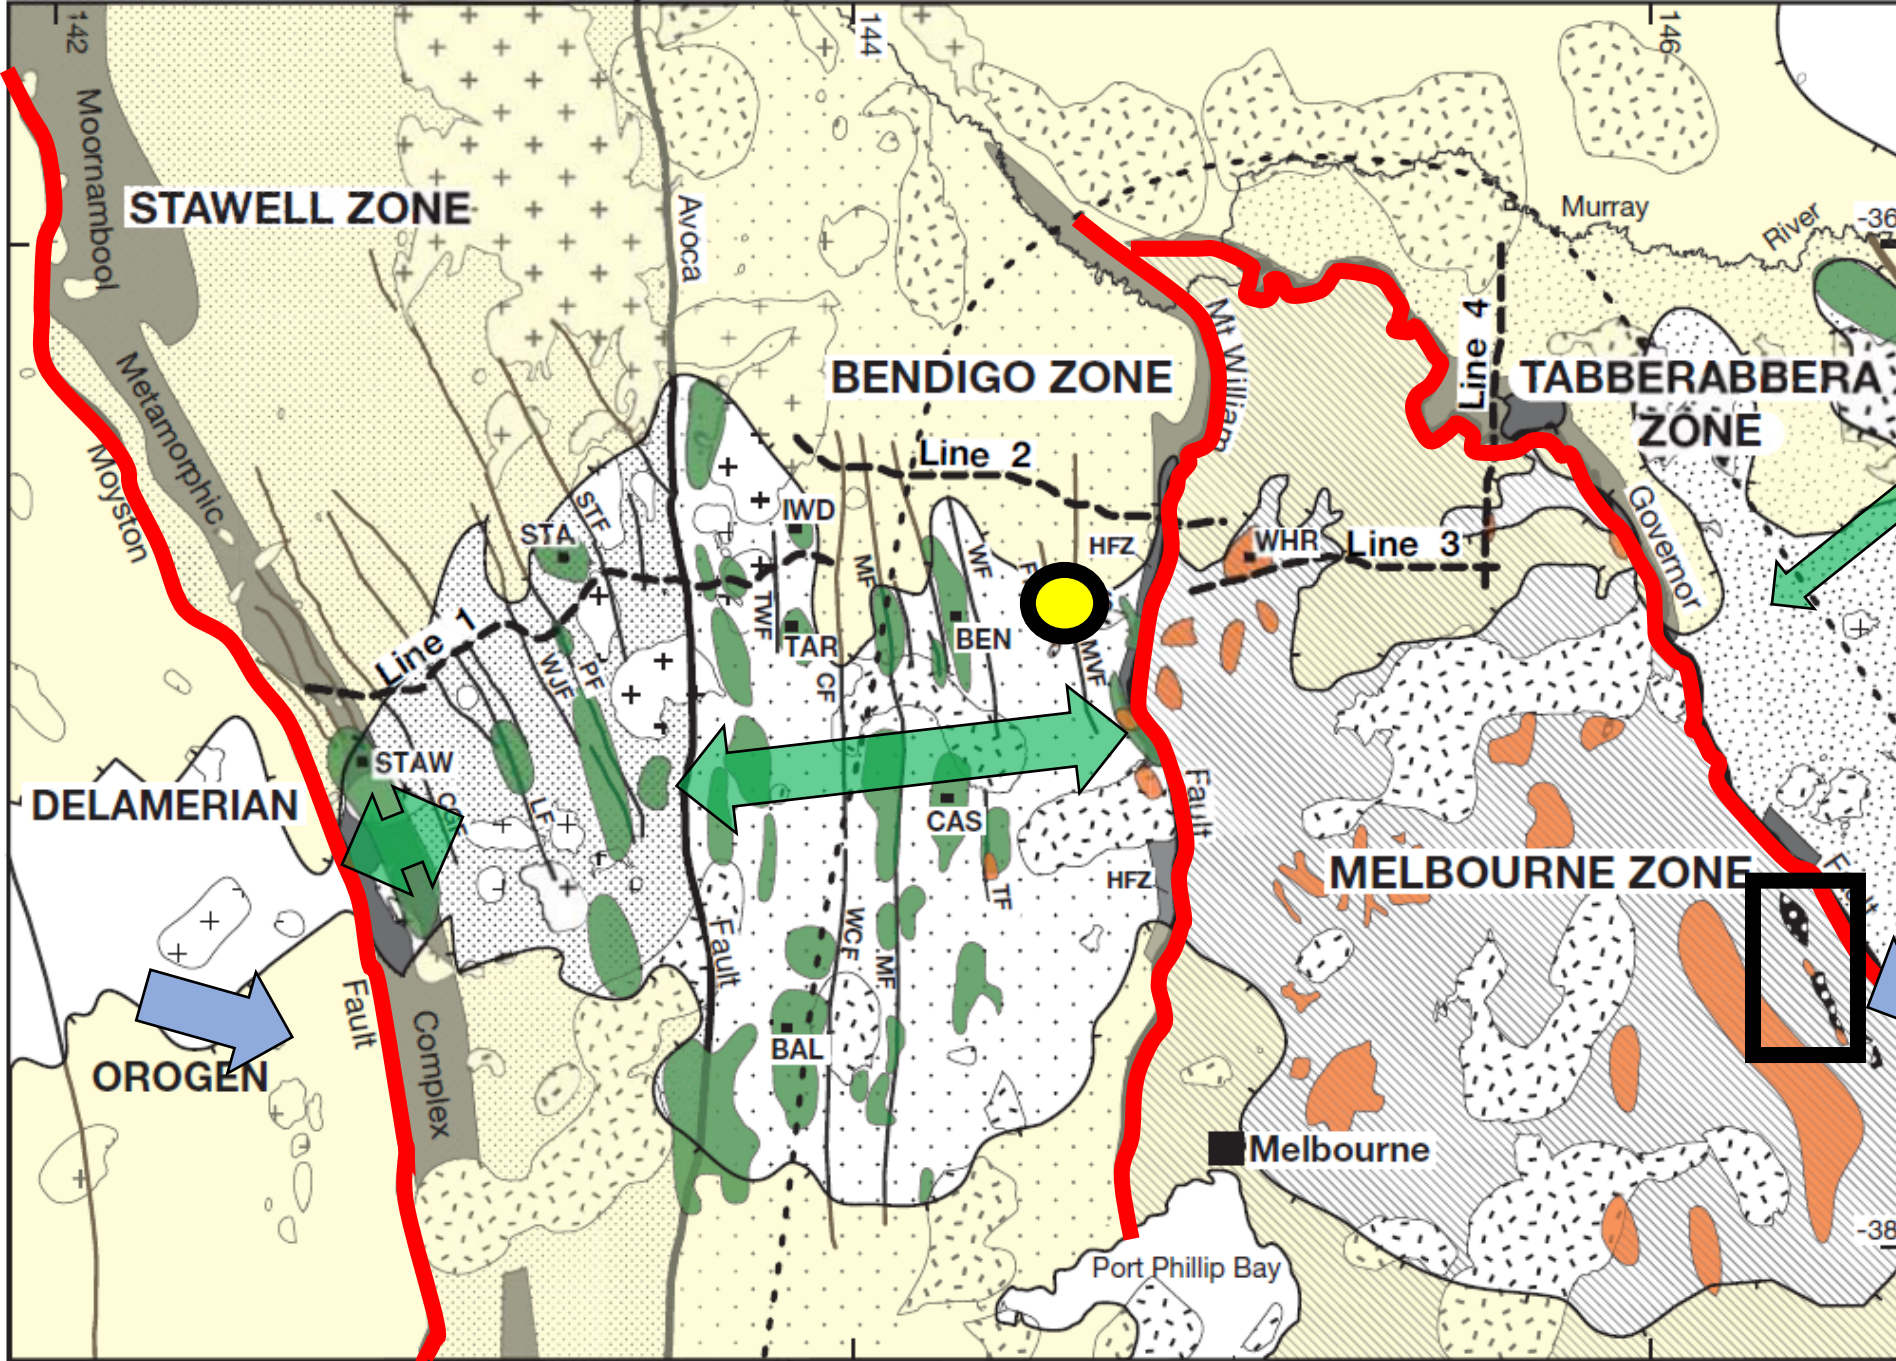 142
144
146
Moornambool
STAWELL ZONE
Avoca
Murray
River
-36
Mt William
Line 4
BENDIGO ZONE
TABBERABBERA
ZONE
Metamorphic
Moyston
Line 2
STF
STA
IWD
MF
WF
HFZ
WHR
Line 3
Governor
Line 1
TWF
TAR
BEN
WJF
PF
CF
MVF
STAW
DELAMERIAN
LF
CAS
Fault
MELBOURNE ZONE
HFZ
TF
WCF
MF
Fault
Fault
BAL
Complex
OROGEN
Melbourne
-38
Port Phillip Bay